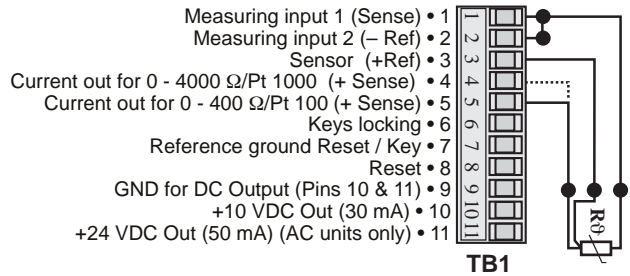 Measuring input 1 (Sense) • 1
Measuring input 2 (– Ref) • 2
Sensor (+Ref) • 3
Current out for 0 - 4000 Ω/Pt 1000 (+ Sense) • 4
Current out for 0 - 400 Ω/Pt 100 (+ Sense) • 5
Keys locking • 6
Reference ground Reset / Key • 7
Reset • 8
GND for DC Output (Pins 10 & 11) • 9
+10 VDC Out (30 mA) • 10
+24 VDC Out (50 mA) (AC units only) • 11
1
2
3
4
5
6
7
8
9
10
11
Rϑ
TB1